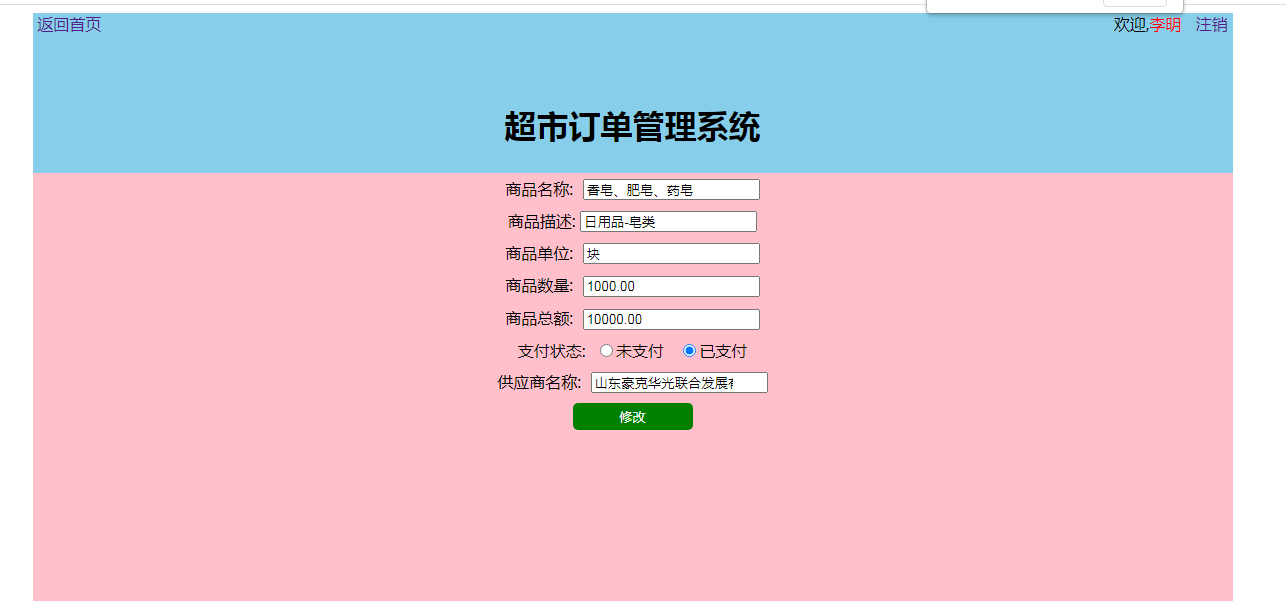 返回首页 欢迎,李明 注销
超市订单管理系统
商品名称: 香皂、肥皂、药皂
商品描述: 日用品-皂类
商品单位: 块
商品数量: 1000.00
商品总额: 10000.00
支付状态: 未支付 已支付
供应商名称: 山东豪克华光联合发展
修改